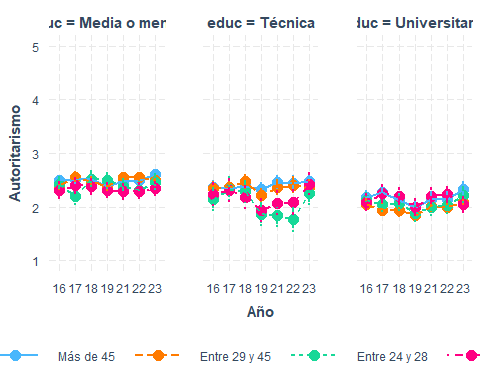 uc = Media o mer
educ = Técnica
duc = Universitar
5
4
3
2
1
Autoritarismo
16 17 18 19 21 22 23
16 17 18 19 21 22 23
16 17 18 19 21 22 23
Año
Más de 45
Entre 29 y 45
Entre 24 y 28